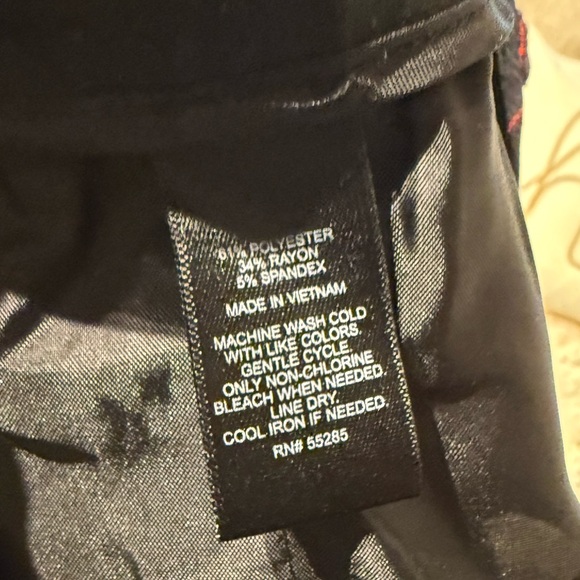 61% POLYESTER
34% RAYON
5% SPANDEX
MADE IN VIETNAM
MACHINE WASH COLD
WITH LIKE COLORS.
GENTLE CYCLE.
ONLY NON-CHLORINE
BLEACH WHEN NEEDED.
LINE DRY.
COOL IRON IF NEEDED
RN# 55285